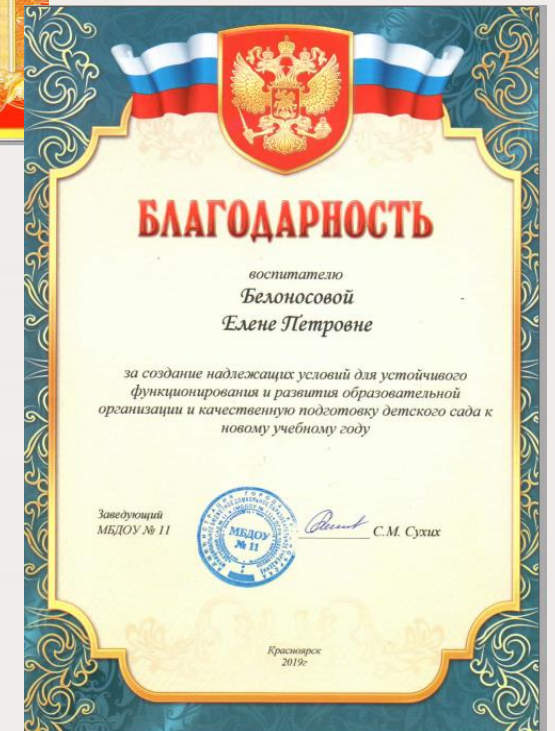 БЛАГОДАРНОСТЬ
воспитателю
Белоносовой
Елене Петровне
за создание надлежащих условий для устойчивого
функционирования и развития образовательной
организации и качественную подготовку детского сада к
новому учебному году
Заведующий
МБДОУ № 11
МБДОУ
№ 11
С.М. Сухих
Красноярск
2019г